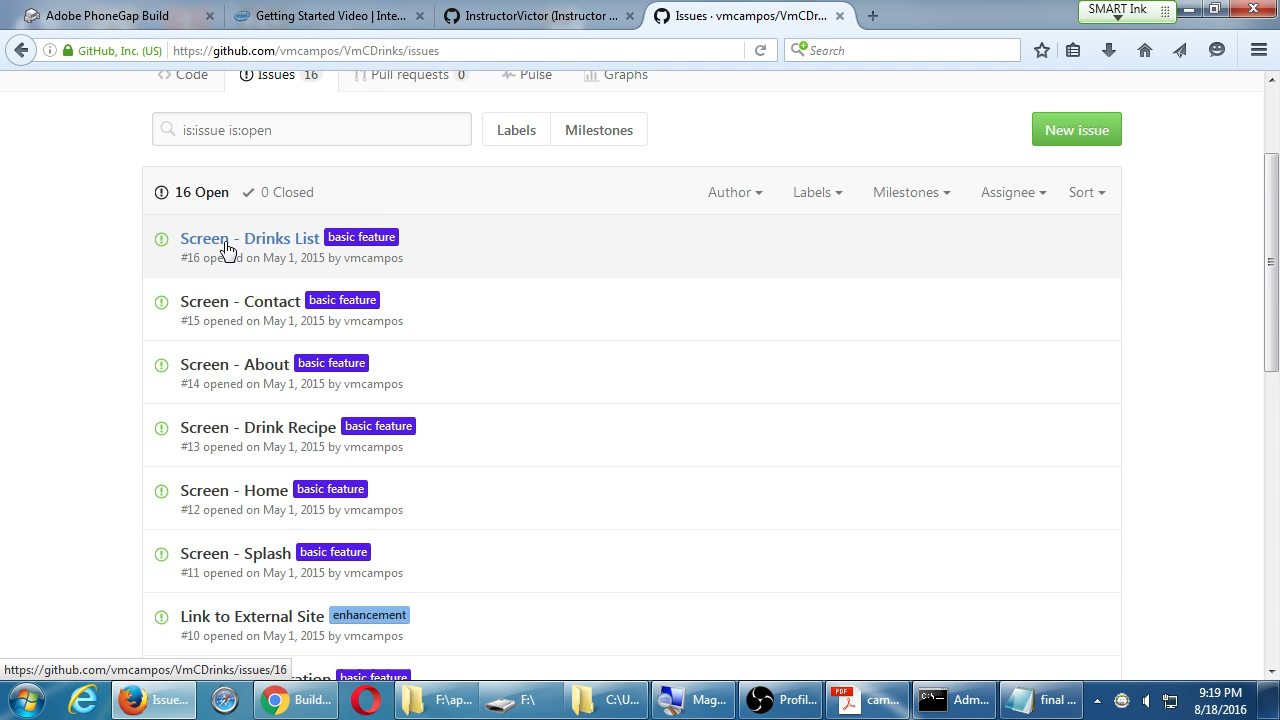 Adobe PhoneGap Build
Getting Started Video | Inte...
InstructorVictor:Instructor ...
Issues · vmcampos/VmCDr...
SMART Ink
GitHub, Inc. (US)
https://github.com/vmcampos/VmCDrinks/issues
Search
Code
Issues 16
Pull requests 0
Pulse
Graphs
is:issue is:open
Labels
Milestones
New issue
16 Open
0 Closed
Author
Labels
Milestones
Assignee
Sort
Screen - Drinks List basic feature
#16 opened on May 1, 2015 by vmcampos
Screen - Contact basic feature
#15 opened on May 1, 2015 by vmcampos
Screen - About basic feature
#14 opened on May 1, 2015 by vmcampos
Screen - Drink Recipe basic feature
#13 opened on May 1, 2015 by vmcampos
Screen - Home basic feature
#12 opened on May 1, 2015 by vmcampos
Screen - Splash basic feature
#11 opened on May 1, 2015 by vmcampos
Link to External Site enhancement
#10 opened on May 1, 2015 by vmcampos
basic feature
https://github.com/vmcampos/VmCDrinks/issues/16
Issue...
Build...
F:\ap...
F:\
C:\U...
Mag...
Profil...
PDF
cam...
Adm...
final ...
9:19 PM
8/18/2016